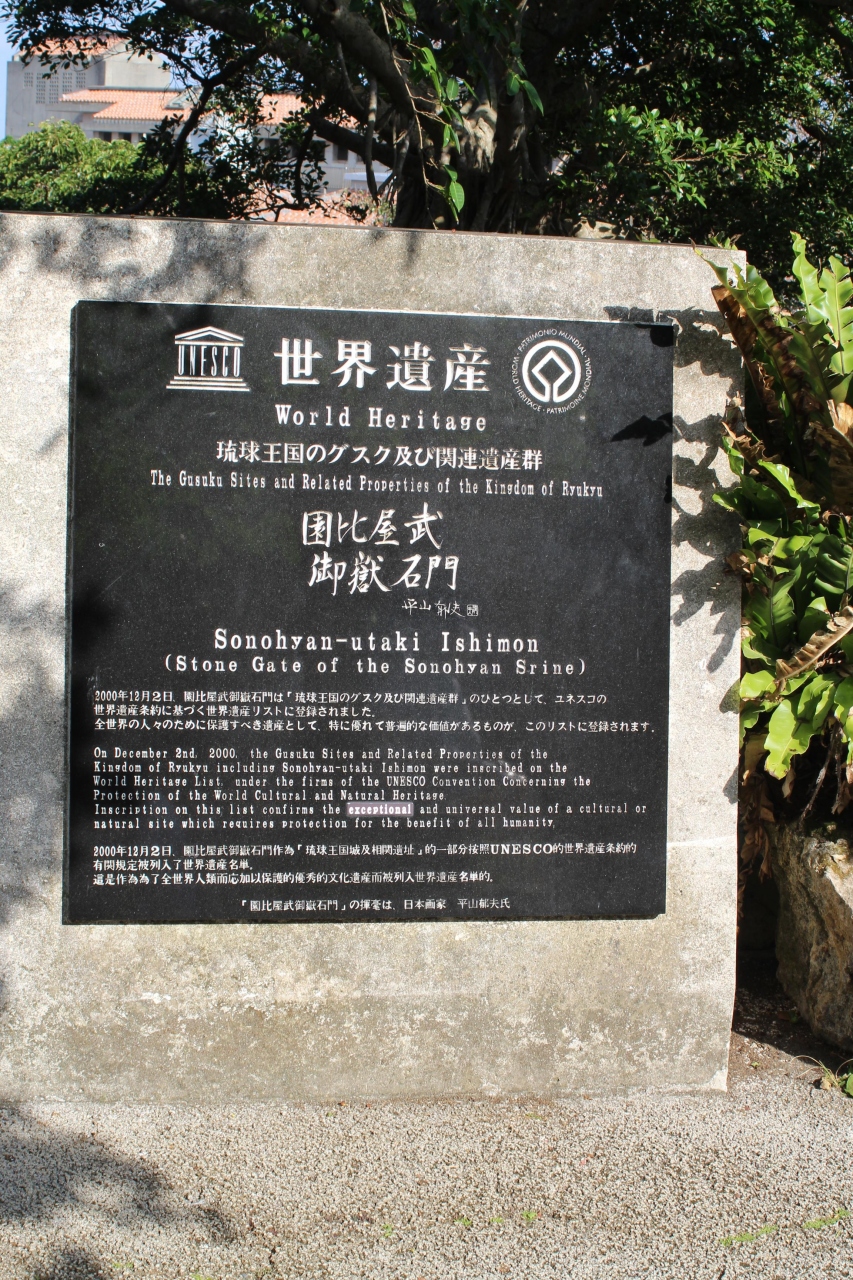 UNESCO
世界遺産
WORLD HERITAGE · PATRIMOINE MONDIAL · PATRIMONIO MUNDIAL
World Heritage
琉球王国のグスク及び関連遺産群
The Gusuku Sites and Related Properties of the Kingdom of Ryukyu
園比屋武
御嶽石門
平山郁夫
Sonohyan-utaki Ishimon
(Stone Gate of the Sonohyan Srine)
2000年12月2日、園比屋武御嶽石門は「琉球王国のグスク及び関連遺産群」のひとつとして、ユネスコの
世界遺産条約に基づく世界遺産リストに登録されました。
全世界の人々のために保護すべき遺産として、特に優れて普遍的な価値があるものが、このリストに登録されます。
On December 2nd, 2000, the Gusuku Sites and Related Properties of the
Kingdom of Ryukyu including Sonohyan-utaki Ishimon were inscribed on the
World Heritage List, under the firms of the UNESCO Convention Concerning the
Protection of the World Cultural and Natural Heritage.
Inscription on this list confirms the exceptional and universal value of a cultural or
natural site which requires protection for the benefit of all humanity.
2000年12月2日、園比屋武御嶽石門作為「琉球王国城及相関遺址」的一部分按照UNESCO的世界遺産条約的
有関規定被列入了世界遺産名単。
這是作為為了全世界人類而応加以保護的優秀的文化遺産而被列入世界遺産名単的。
「園比屋武御嶽石門」の揮毫は、日本画家 平山郁夫氏